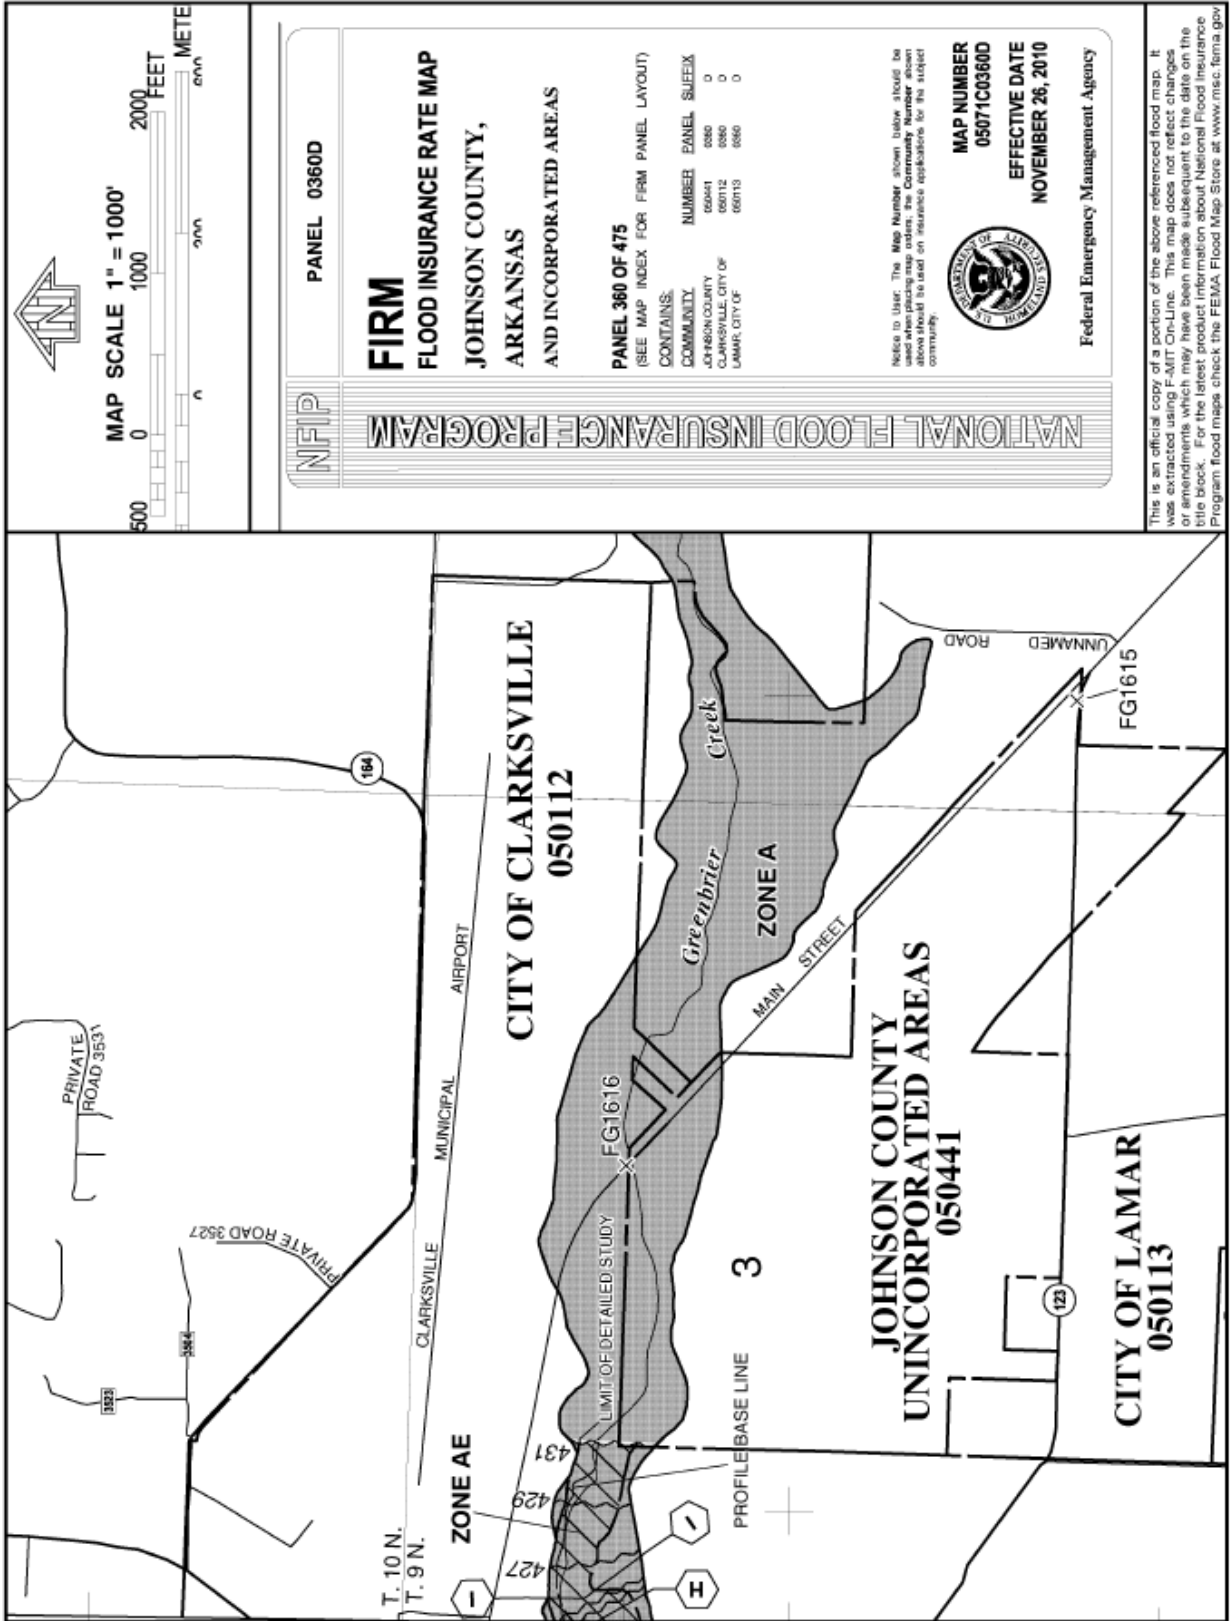 MAP SCALE 1" = 1000'
500 0 1000 2000
FEET
METE
PANEL 0360D
NFIP
NATIONAL FLOOD INSURANCE PROGRAM
FIRM
FLOOD INSURANCE RATE MAP
JOHNSON COUNTY,
ARKANSAS
AND INCORPORATED AREAS
PANEL 360 OF 475
(SEE MAP INDEX FOR FIRM PANEL LAYOUT)
CONTAINS:
COMMUNITY NUMBER PANEL SUFFIX
JOHNSON COUNTY 050441 0360 D
CLARKSVILLE, CITY OF 050112 0360 D
LAMAR, CITY OF 050113 0360 D
Notice to User: The Map Number shown below should be
used when placing map orders; the Community Number shown
above should be used on insurance applications for the subject
community.
MAP NUMBER
05071C0360D
EFFECTIVE DATE
NOVEMBER 26, 2010
U.S. DEPARTMENT OF HOMELAND SECURITY
Federal Emergency Management Agency
This is an official copy of a portion of the above referenced flood map. It
was extracted using F-MIT On-Line. This map does not reflect changes
or amendments which may have been made subsequent to the date on the
title block. For the latest product information about National Flood Insurance
Program flood maps check the FEMA Flood Map Store at www.msc.fema.gov
PRIVATE
ROAD 3531
PRIVATE ROAD 3527
3564
3523
164
CLARKSVILLE MUNICIPAL AIRPORT
CITY OF CLARKSVILLE
050112
T. 10 N.
T. 9 N.
ZONE AE
427
429
431
LIMIT OF DETAILED STUDY
FG1616
Greenbrier Creek
ZONE A
PROFILE BASE LINE
I
I
H
3
MAIN STREET
UNNAMED ROAD
FG1615
JOHNSON COUNTY
UNINCORPORATED AREAS
050441
123
CITY OF LAMAR
050113